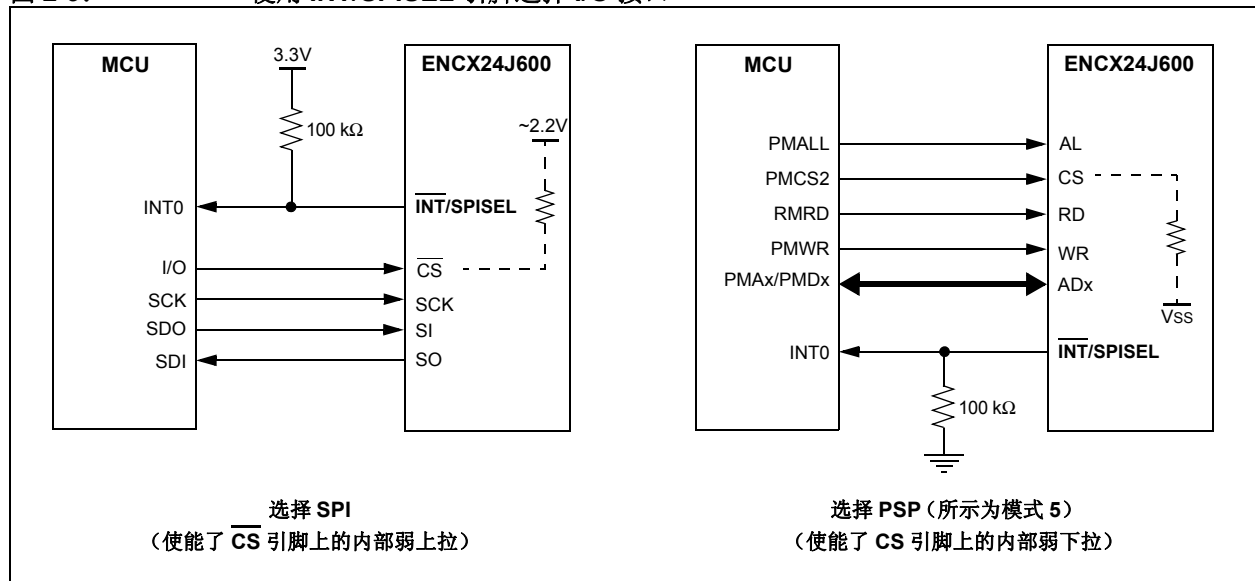 MCU
3.3V
100 kΩ
ENCX24J600
~2.2V
INT0
INT/SPISEL
I/O
CS
SCK
SCK
SDO
SI
SDI
SO
选择 SPI
（使能了 CS 引脚上的内部弱上拉）
MCU
ENCX24J600
PMALL
AL
PMCS2
CS
RMRD
RD
PMWR
WR
PMAx/PMDx
ADx
VSS
INT0
INT/SPISEL
100 kΩ
选择 PSP（所示为模式 5）
（使能了 CS 引脚上的内部弱下拉）